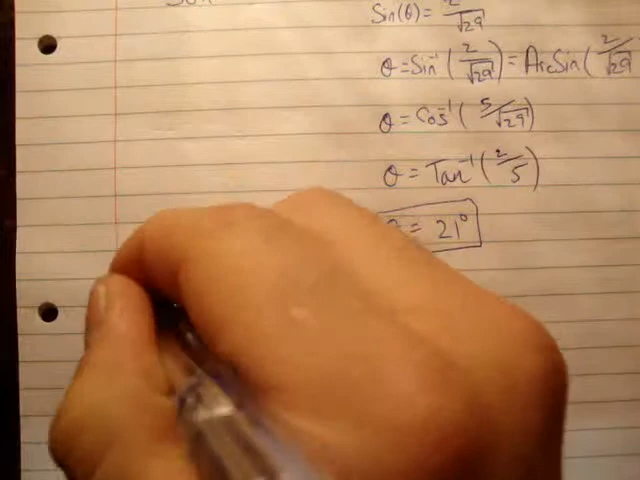 Sin(θ) = 2/√29
θ = Sin⁻¹(2/√29) = ArcSin(2/√29
θ = Cos⁻¹(5/√29)
θ = Tan⁻¹(2/5)
= 21°